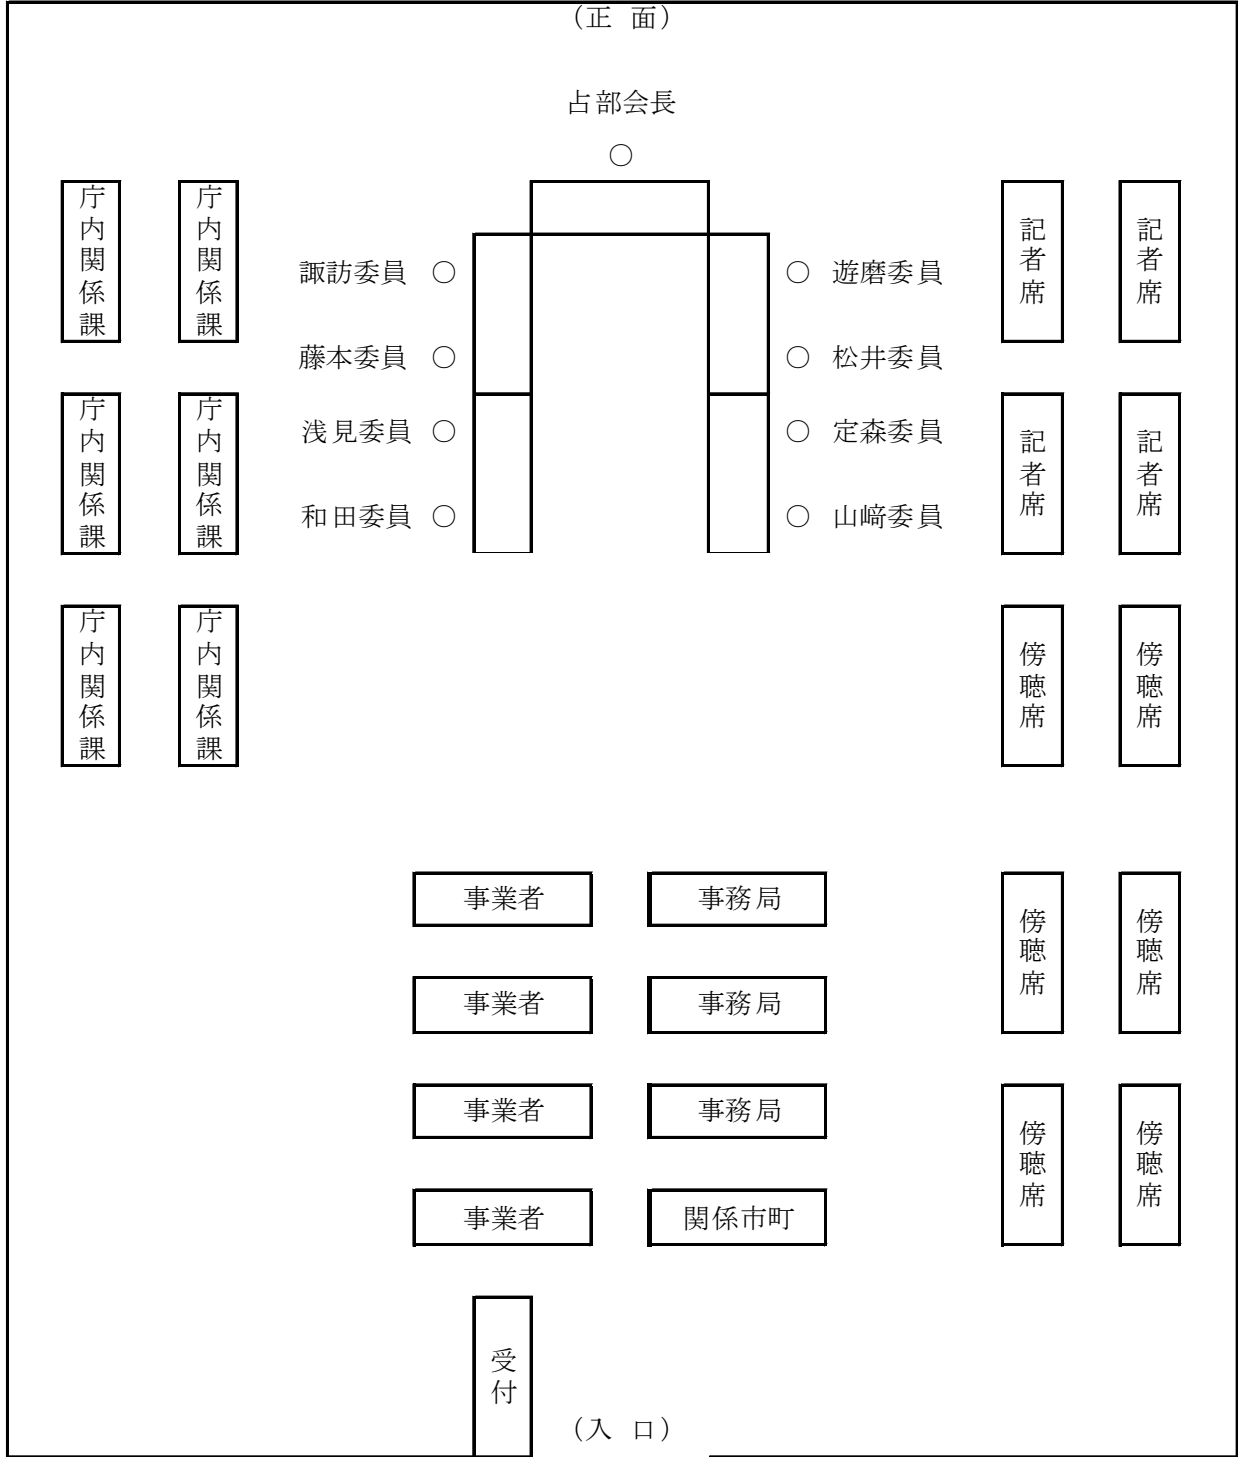 （正 面）
占部会長
○
庁内関係課
庁内関係課
諏訪委員 ○
○ 遊磨委員
記者席
記者席
藤本委員 ○
○ 松井委員
庁内関係課
庁内関係課
浅見委員 ○
○ 定森委員
記者席
記者席
和田委員 ○
○ 山﨑委員
庁内関係課
庁内関係課
傍聴席
傍聴席
事業者
事務局
傍聴席
傍聴席
事業者
事務局
事業者
事務局
傍聴席
傍聴席
事業者
関係市町
受付
（入 口）